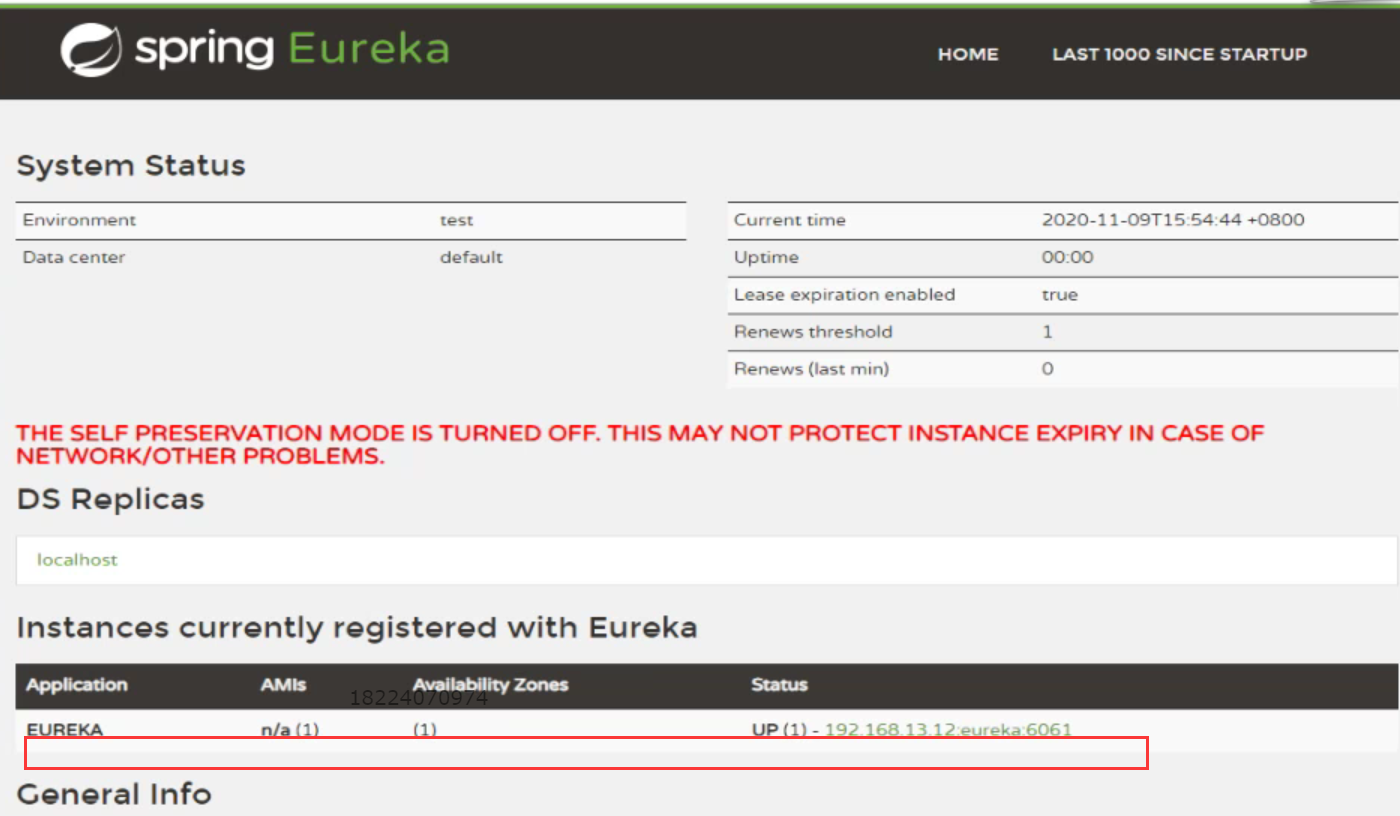 spring Eureka
HOME LAST 1000 SINCE STARTUP
System Status
Environment test
Data center default
Current time 2020-11-09T15:54:44 +0800
Uptime 00:00
Lease expiration enabled true
Renews threshold 1
Renews (last min) 0
THE SELF PRESERVATION MODE IS TURNED OFF. THIS MAY NOT PROTECT INSTANCE EXPIRY IN CASE OF
NETWORK/OTHER PROBLEMS.
DS Replicas
localhost
Instances currently registered with Eureka
Application AMIs Availability Zones Status
18224070974
EUREKA n/a (1) (1) UP (1) - 192.168.13.12:eureka:6061
General Info